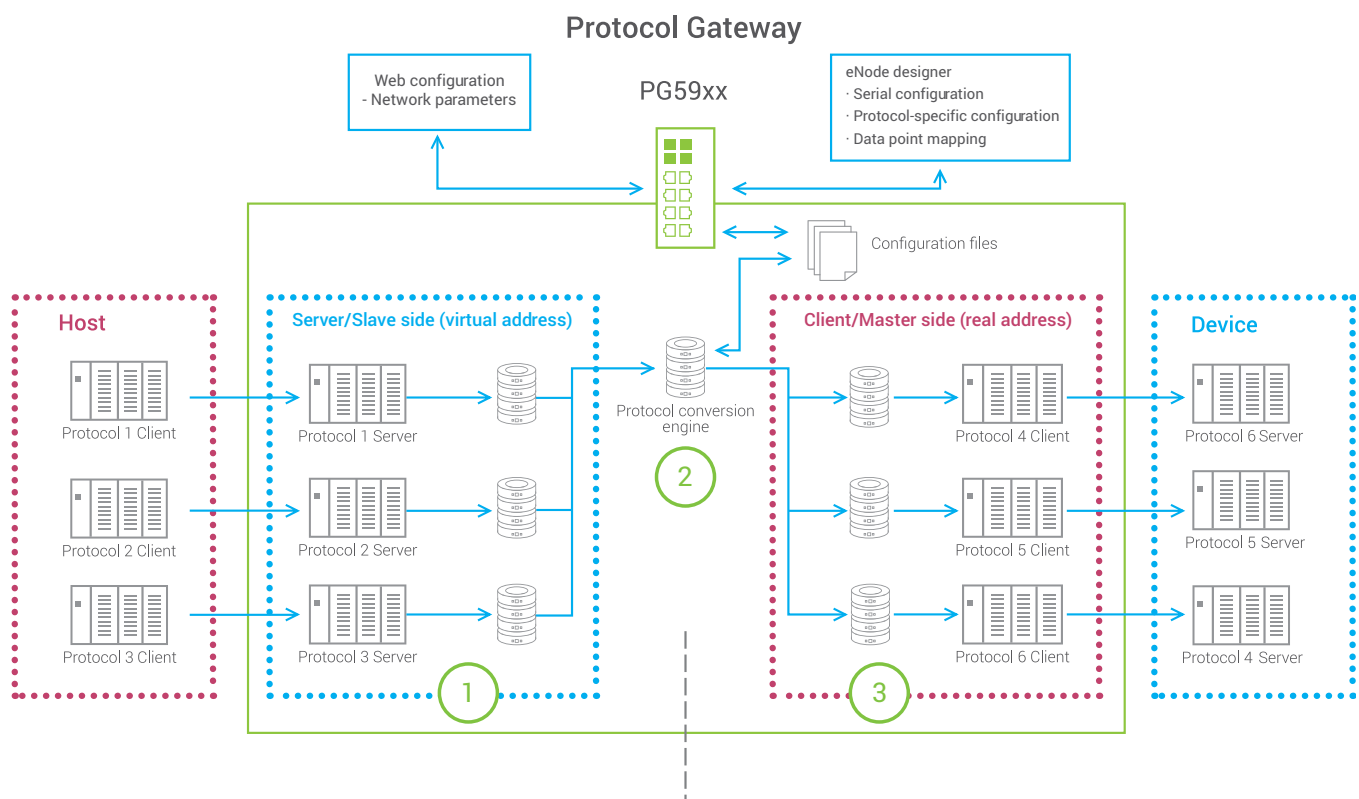 Protocol Gateway
Web configuration
- Network parameters
PG59xx
eNode designer
· Serial configuration
· Protocol-specific configuration
· Data point mapping
Configuration files
Host
Protocol 1 Client
Protocol 2 Client
Protocol 3 Client
Server/Slave side (virtual address)
Protocol 1 Server
Protocol 2 Server
Protocol 3 Server
1
Protocol conversion
engine
2
Client/Master side (real address)
Protocol 4 Client
Protocol 5 Client
Protocol 6 Client
3
Device
Protocol 6 Server
Protocol 5 Server
Protocol 4 Server